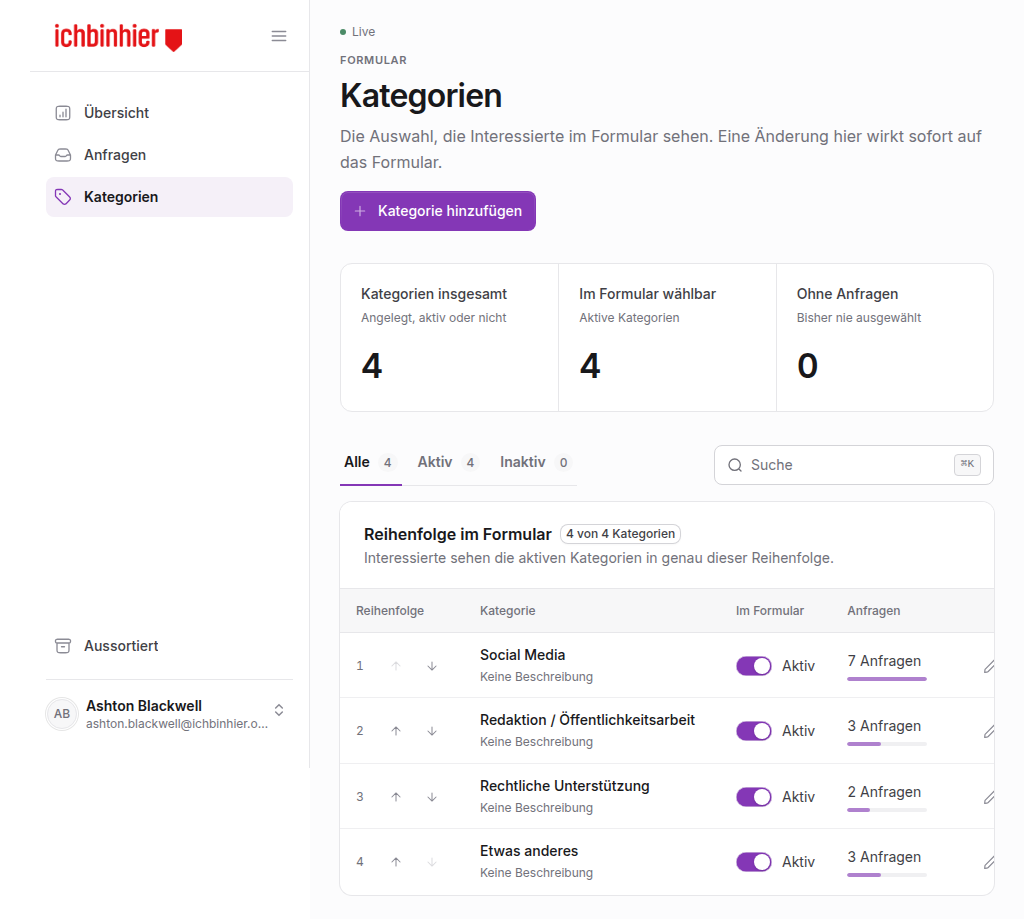 ichbinhier
Übersicht
Anfragen
Kategorien
Aussortiert
AB
Ashton Blackwell
ashton.blackwell@ichbinhier.o...
Live
FORMULAR
Kategorien
Die Auswahl, die Interessierte im Formular sehen. Eine Änderung hier wirkt sofort auf
das Formular.
Kategorie hinzufügen
Kategorien insgesamt
Angelegt, aktiv oder nicht
4
Im Formular wählbar
Aktive Kategorien
4
Ohne Anfragen
Bisher nie ausgewählt
0
Alle 4 Aktiv 4 Inaktiv 0
Suche ⌘K
Reihenfolge im Formular 4 von 4 Kategorien
Interessierte sehen die aktiven Kategorien in genau dieser Reihenfolge.
Reihenfolge Kategorie Im Formular Anfragen
1 Social Media Aktiv 7 Anfragen
Keine Beschreibung
2 Redaktion / Öffentlichkeitsarbeit Aktiv 3 Anfragen
Keine Beschreibung
3 Rechtliche Unterstützung Aktiv 2 Anfragen
Keine Beschreibung
4 Etwas anderes Aktiv 3 Anfragen
Keine Beschreibung